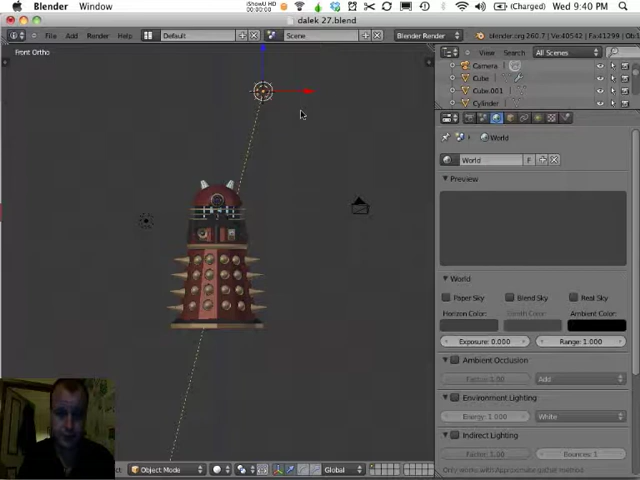 Blender Window
iShowU
00:00:00
(Charged) Wed 9:40 PM
dalek 27.blend
File Add Render Help Default Scene Blender Render blender.org 260.7 Ve:40542 | Fa:41299 | Ob:1
Front Ortho
View Search All Scenes
Camera
Cube
Cube.001
Cylinder
World
World F
Preview
World
Paper Sky Blend Sky Real Sky
Horizon Color: Zenith Color: Ambient Color:
Exposure: 0.000 Range: 1.000
Ambient Occlusion
Factor: 1.00 Add
Environment Lighting
Energy: 1.000 White
Indirect Lighting
Factor: 1.00 Bounces: 1
Only works with Approximate gather method
Object Mode Global